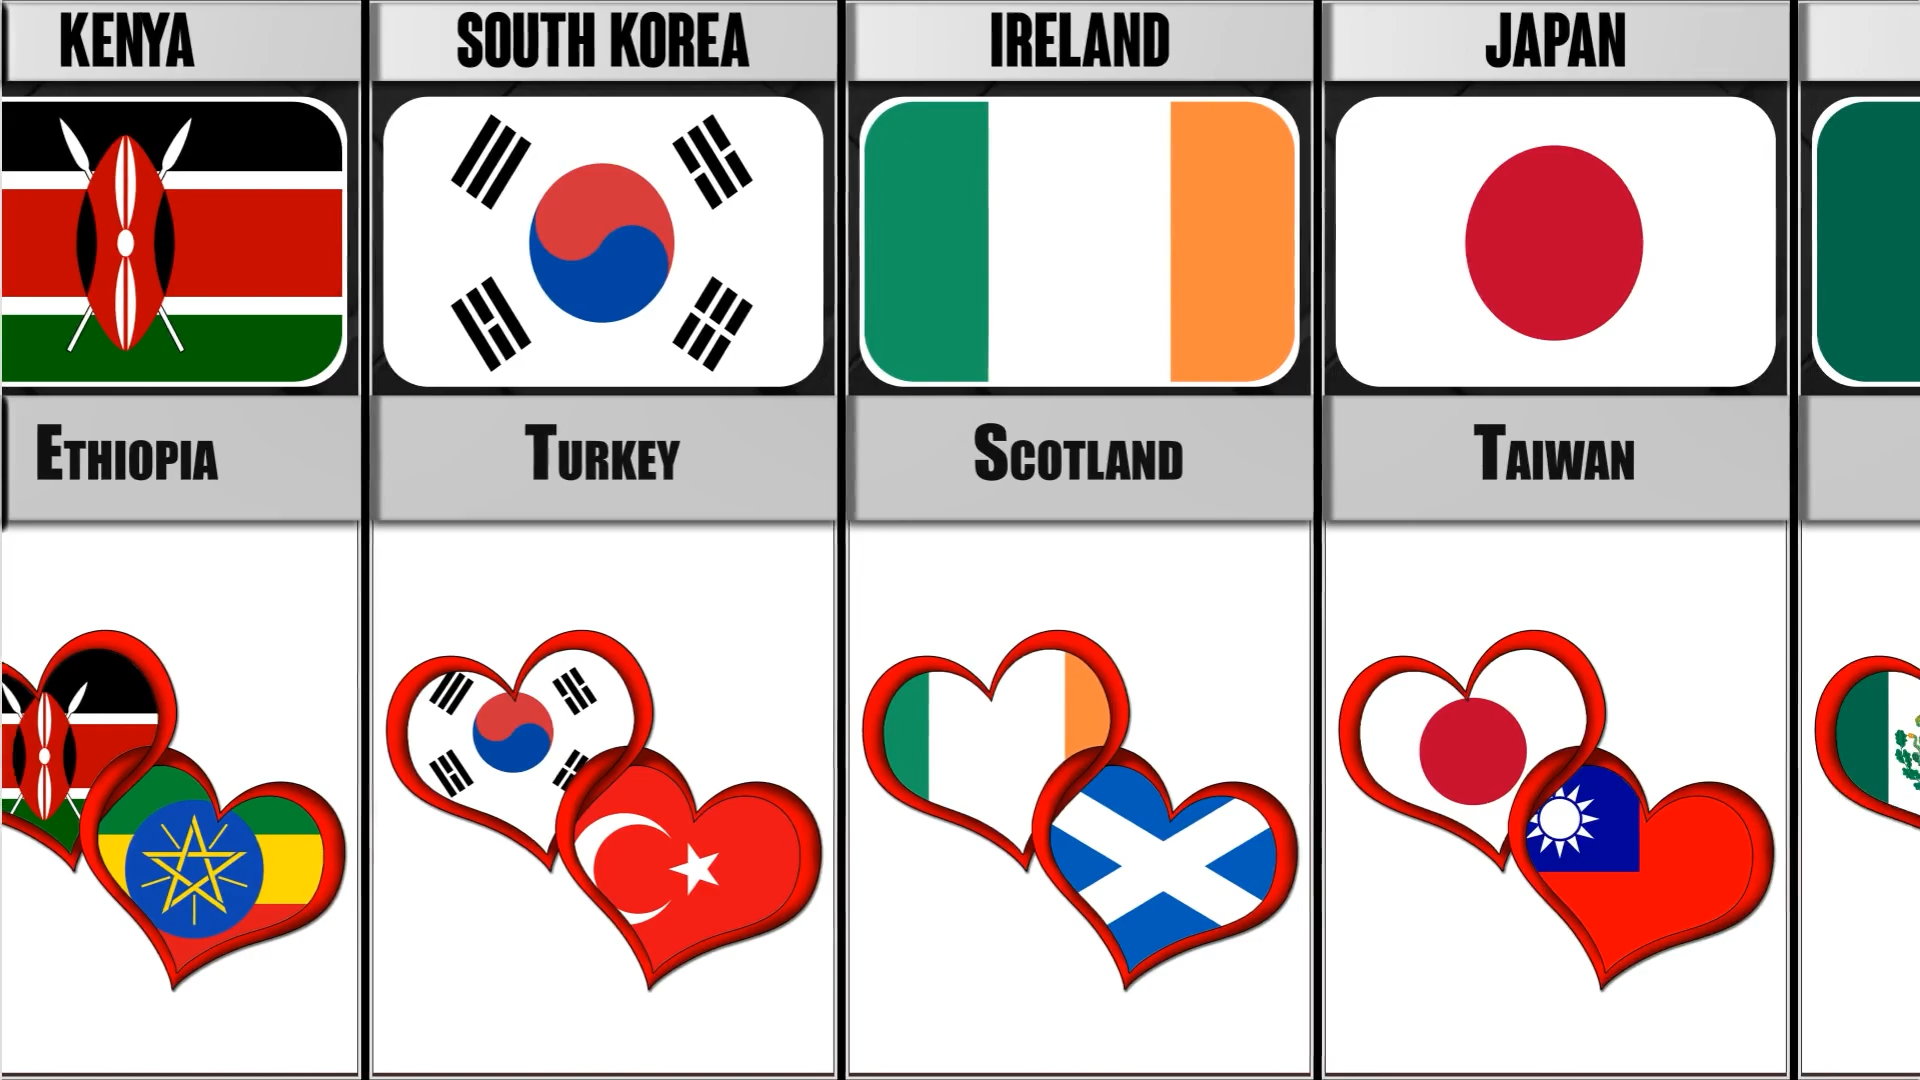 KENYA
SOUTH KOREA
IRELAND
JAPAN
ETHIOPIA
TURKEY
SCOTLAND
TAIWAN